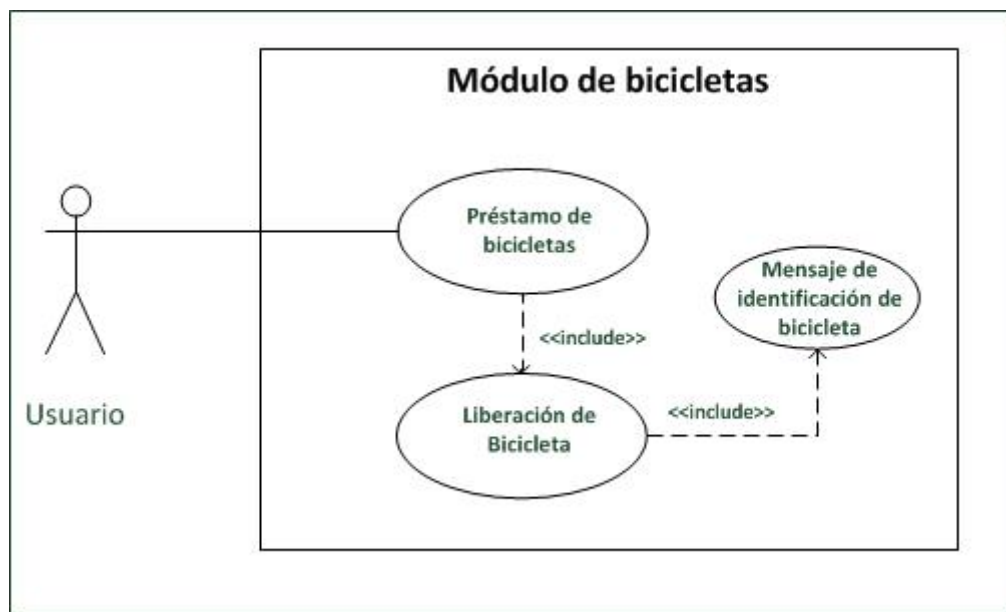 Módulo de bicicletas
Préstamo de
bicicletas
Mensaje de
identificación de
bicicleta
<<include>>
Usuario
Liberación de
Bicicleta
<<include>>